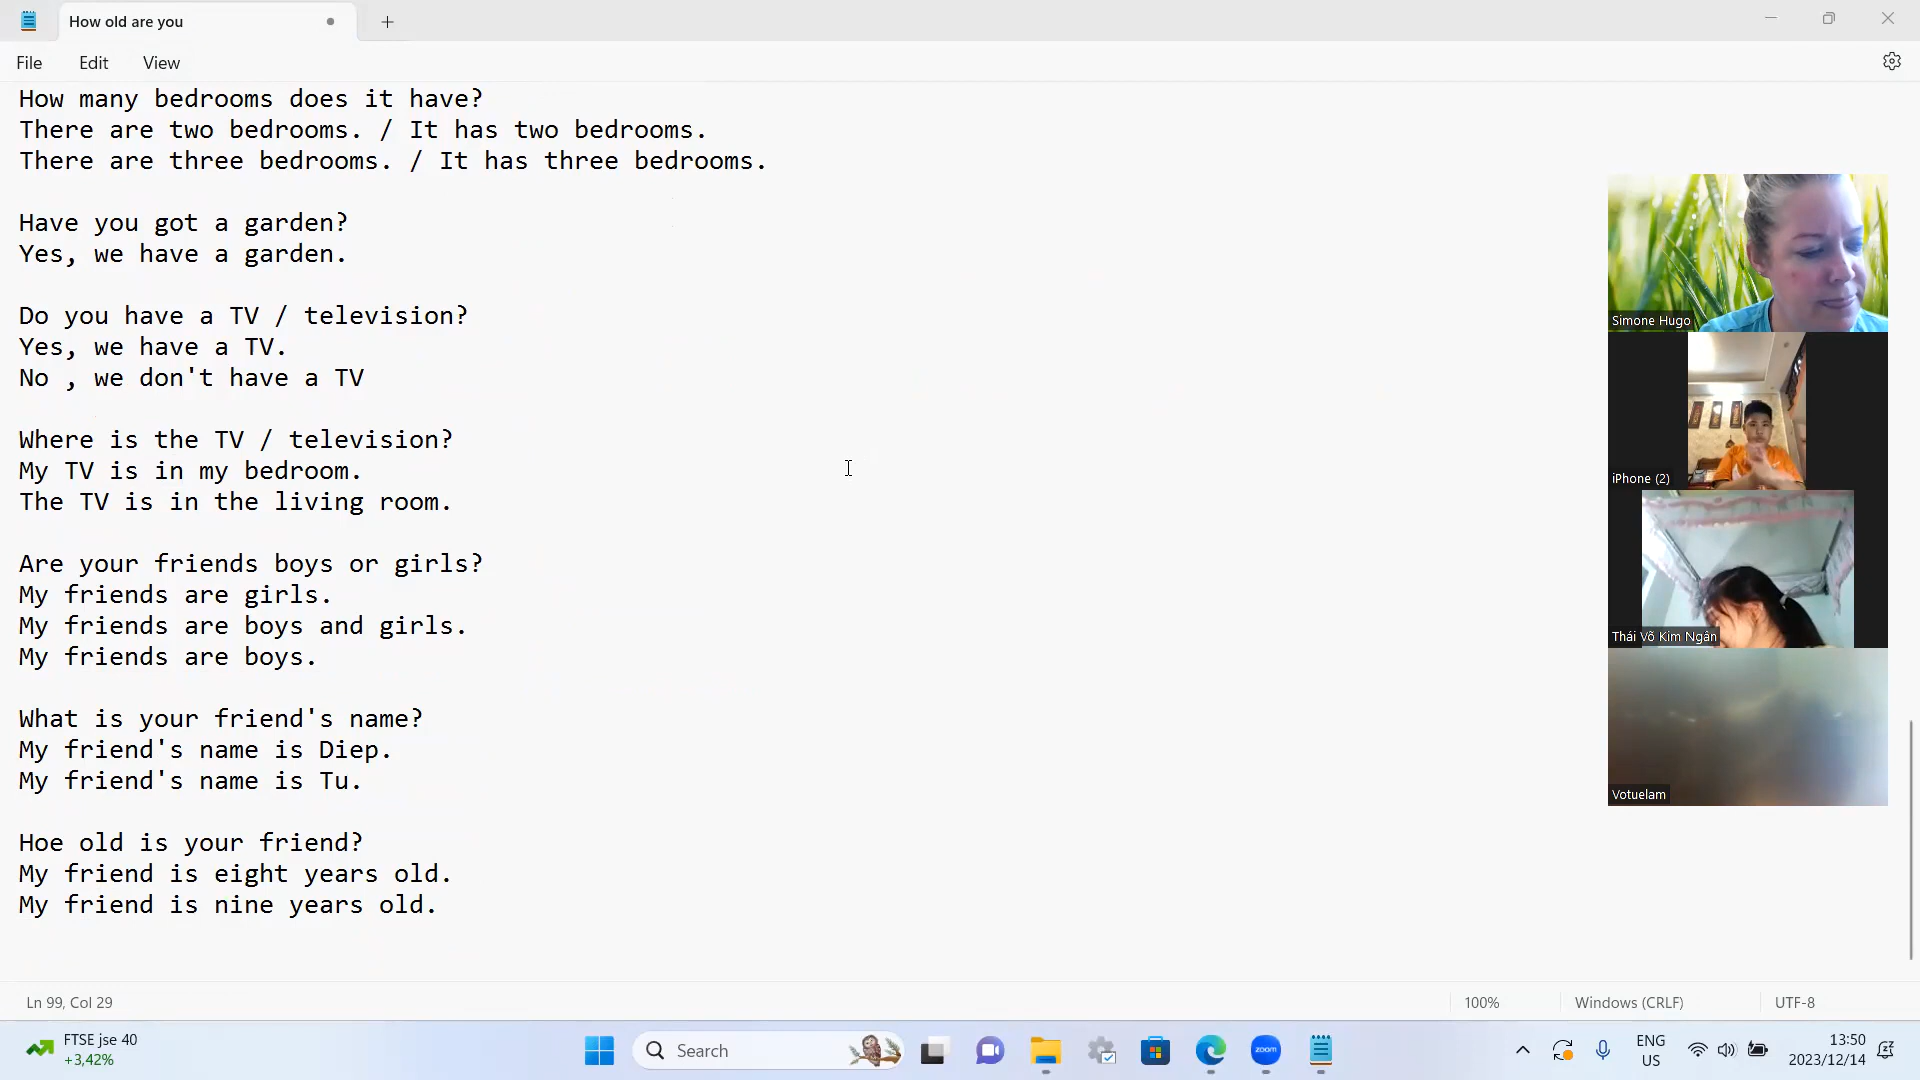 How old are you
File Edit View
How many bedrooms does it have?
There are two bedrooms. / It has two bedrooms.
There are three bedrooms. / It has three bedrooms.
Have you got a garden?
Yes, we have a garden.
Do you have a TV / television?
Yes, we have a TV.
No , we don't have a TV
Where is the TV / television?
My TV is in my bedroom.
The TV is in the living room.
Are your friends boys or girls?
My friends are girls.
My friends are boys and girls.
My friends are boys.
What is your friend's name?
My friend's name is Diep.
My friend's name is Tu.
Hoe old is your friend?
My friend is eight years old.
My friend is nine years old.
Simone Hugo
iPhone (2)
Thái Võ Kim Ngân
Votuelam
Ln 99, Col 29
100%
Windows (CRLF)
UTF-8
FTSE jse 40
+3,42%
Search
zoom
ENG
US
13:50
2023/12/14